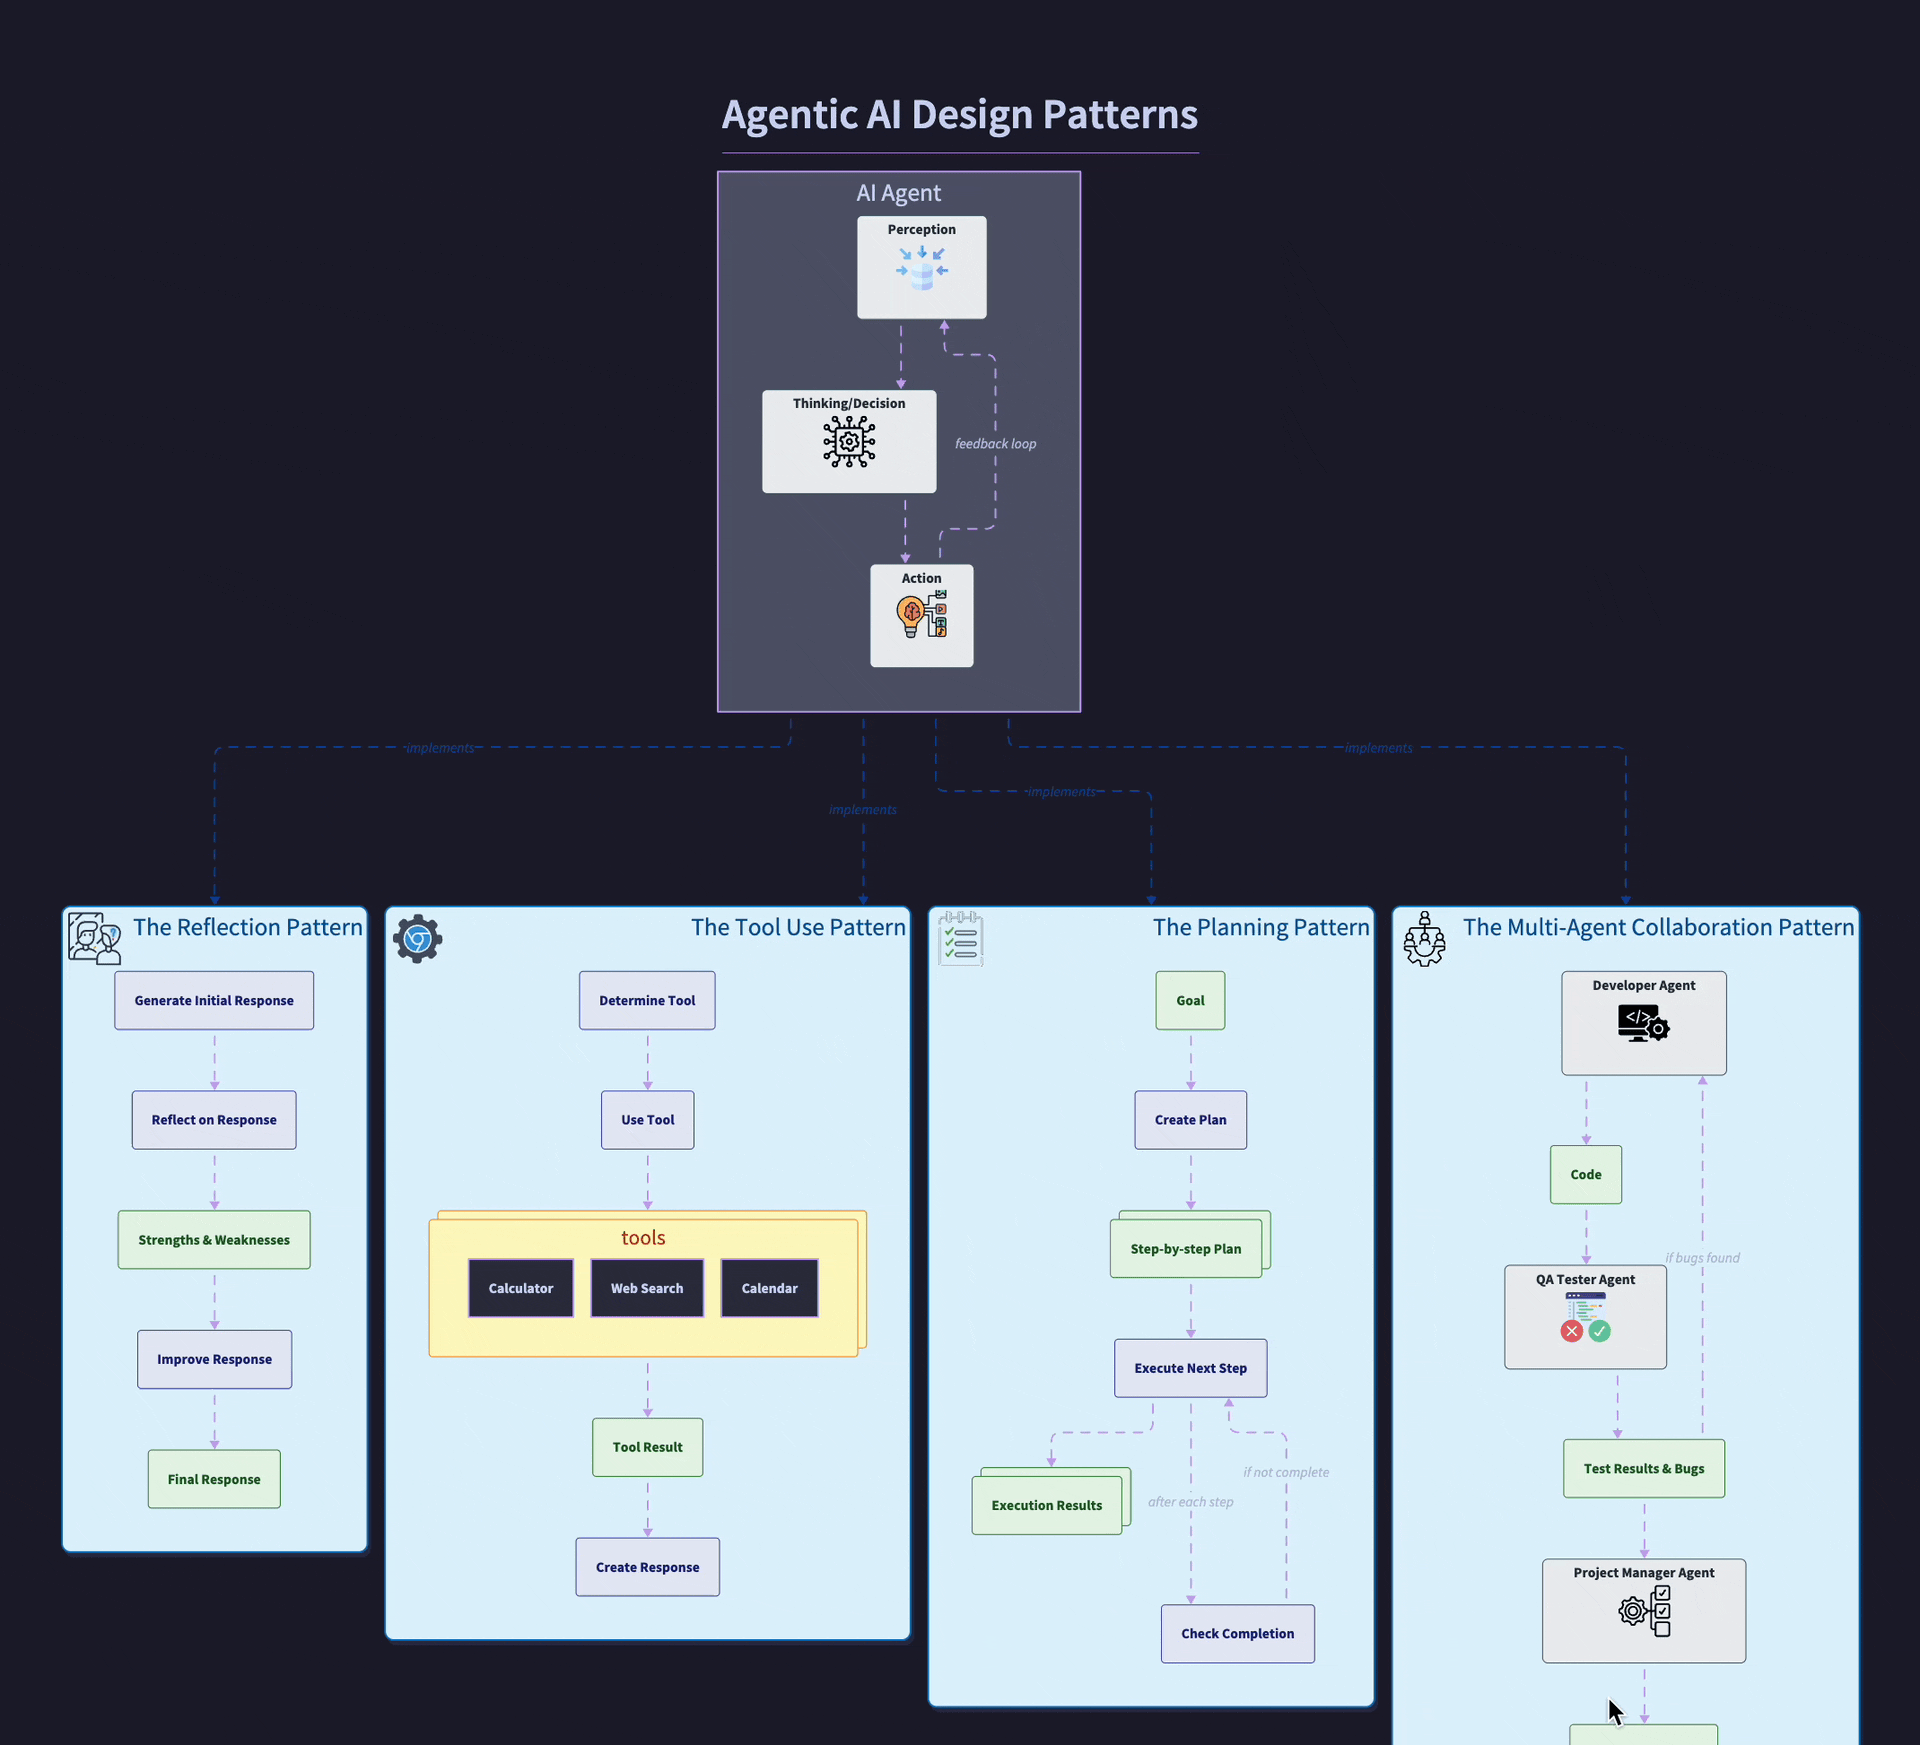 Agentic AI Design Patterns
AI Agent
Perception
Thinking/Decision
feedback loop
Action
implements
implements
implements
implements
The Reflection Pattern
Generate Initial Response
Reflect on Response
Strengths & Weaknesses
Improve Response
Final Response
The Tool Use Pattern
Determine Tool
Use Tool
tools
Calculator
Web Search
Calendar
Tool Result
Create Response
The Planning Pattern
Goal
Create Plan
Step-by-step Plan
Execute Next Step
if not complete
after each step
Execution Results
Check Completion
The Multi-Agent Collaboration Pattern
Developer Agent
Code
if bugs found
QA Tester Agent
Test Results & Bugs
Project Manager Agent